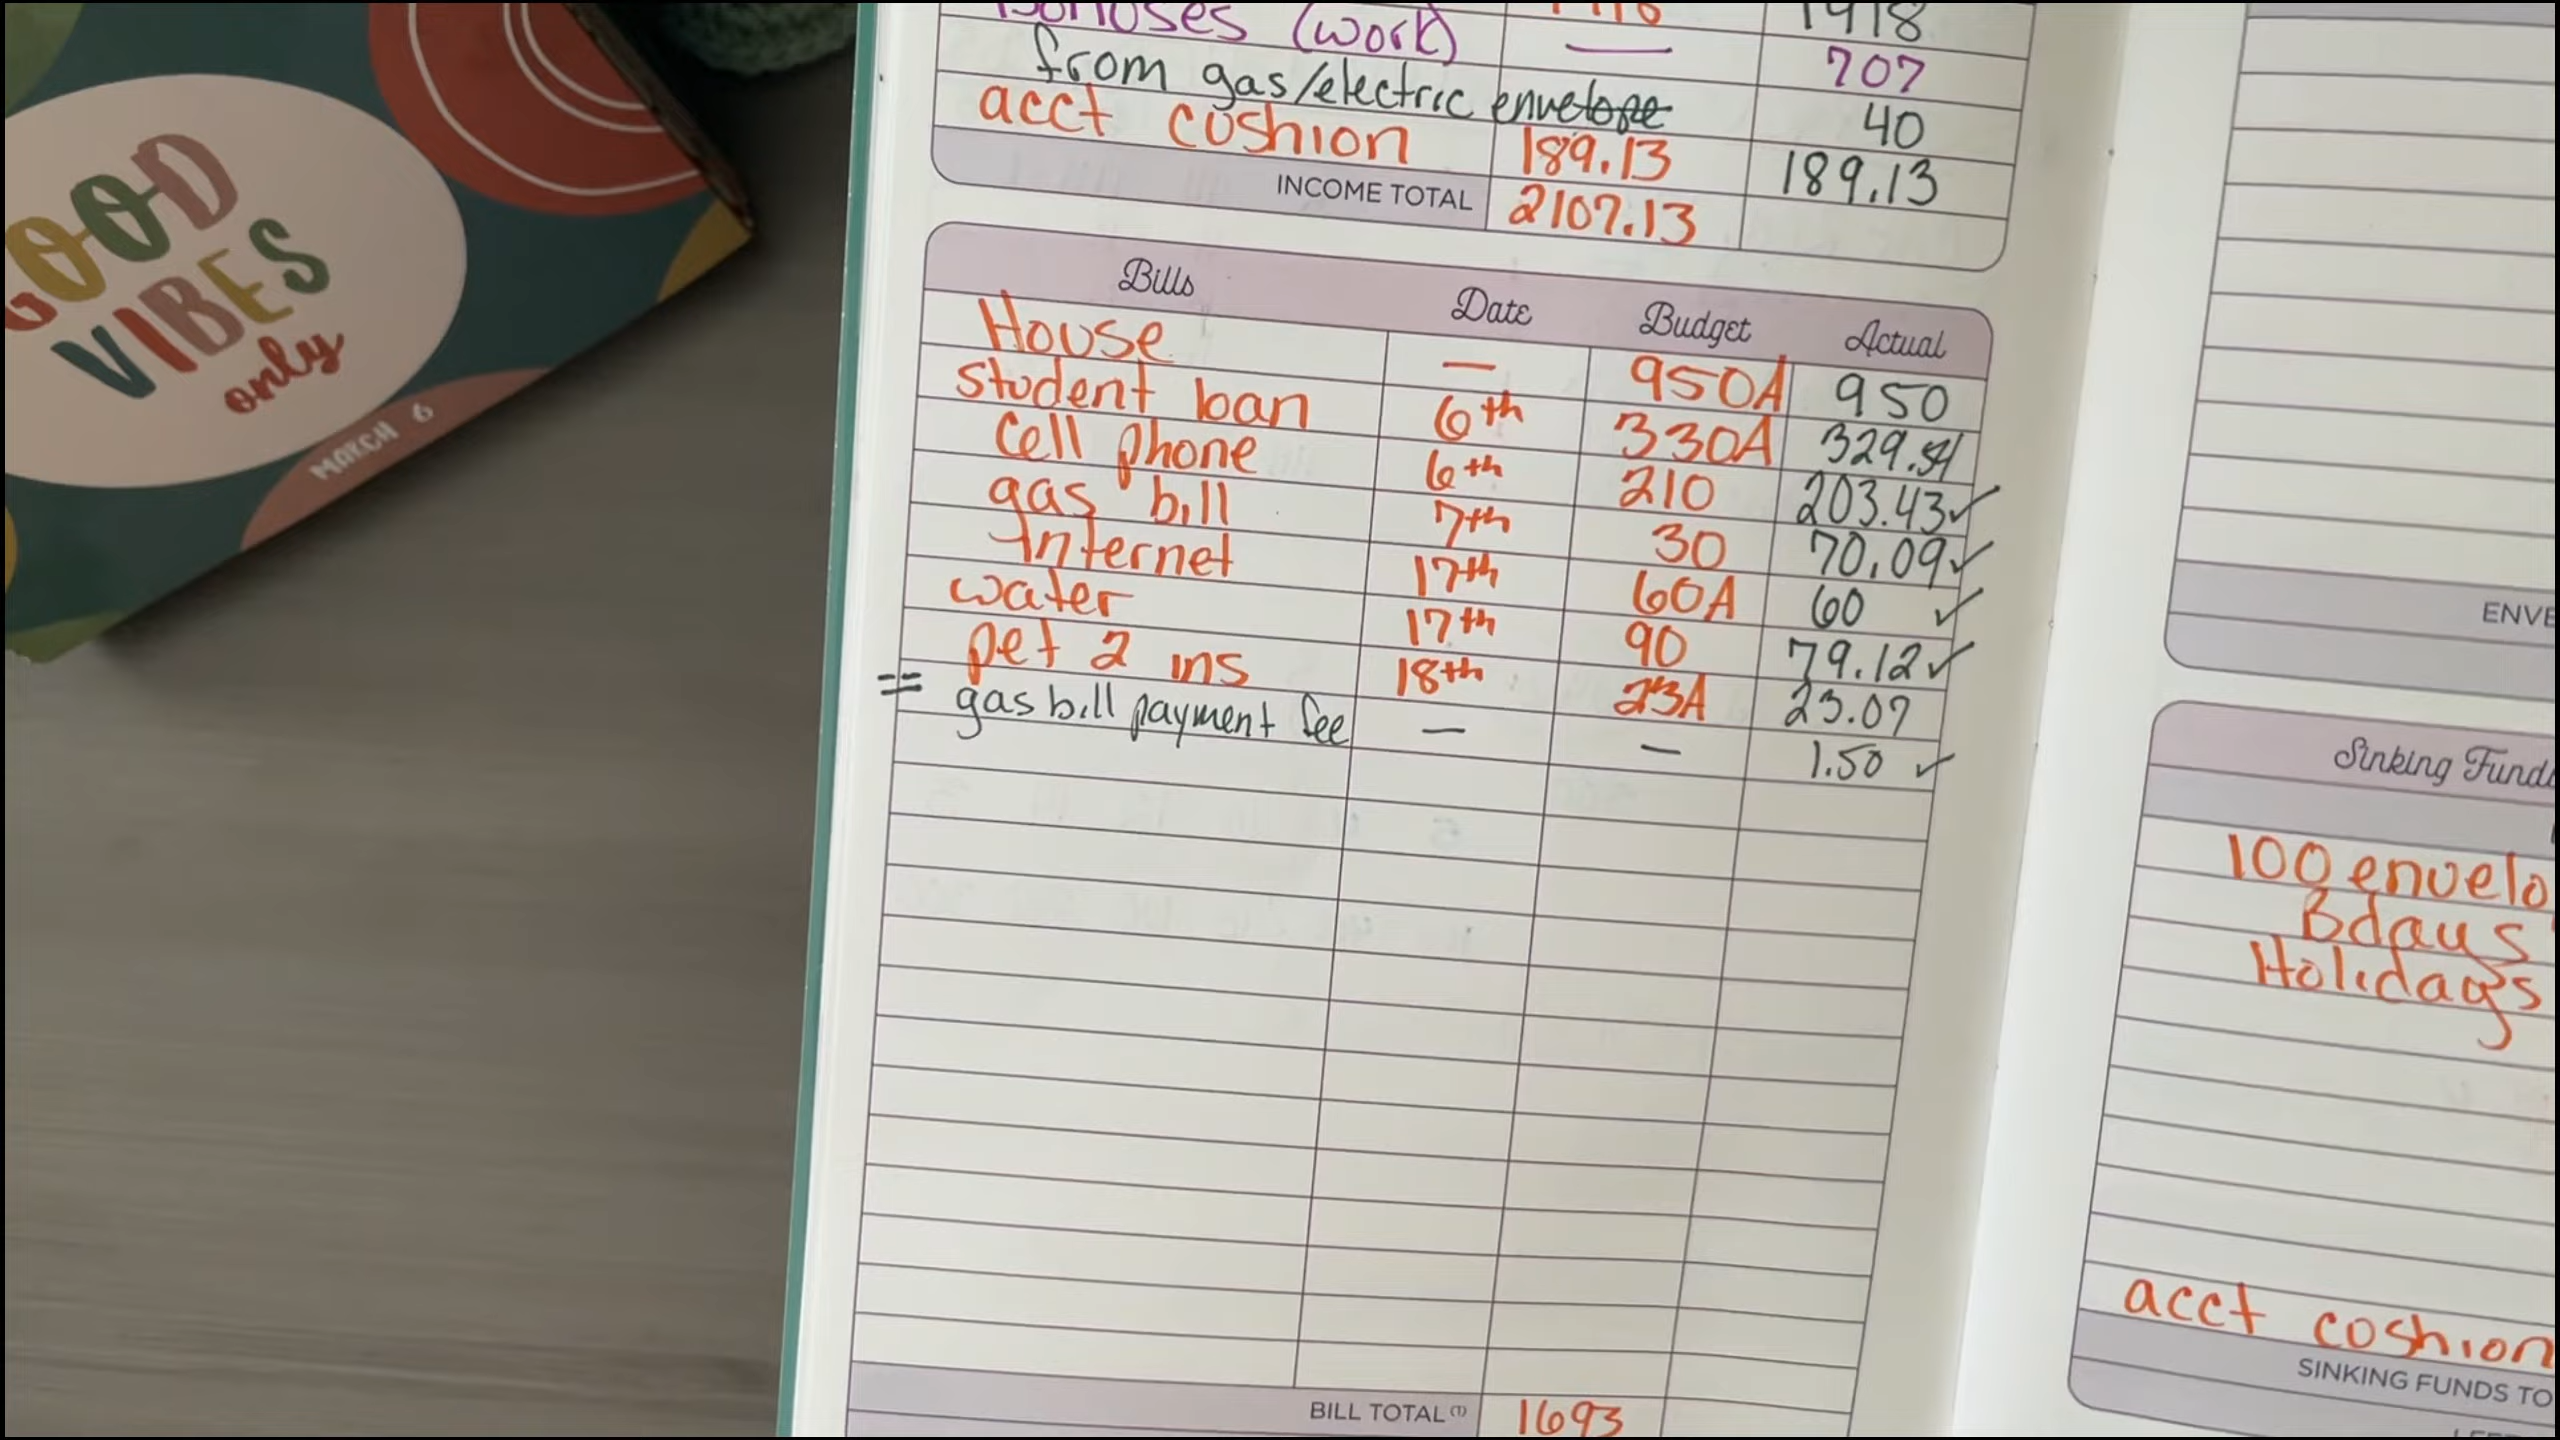 GOOD
VIBES
only
MARCH 6
Bonuses (work) — 707
1918
from gas/electric envelope 40
acct cushion 189.13 189.13
INCOME TOTAL 2107.13
Bills Date Budget Actual
House — 950A 950
student loan 6th 330A 329.54
Cell phone 6th 210 203.43✓
gas bill 7th 30 70.09✓
Internet 17th 60A 60 ✓
water 17th 90 79.12✓
pet 2 ins 18th 23A 23.07
== gas bill payment fee — — 1.50 ✓
BILL TOTAL (1) 1693
ENVE
Sinking Fund
100 envelo
Bdays
Holidays
acct coshion
SINKING FUNDS TO